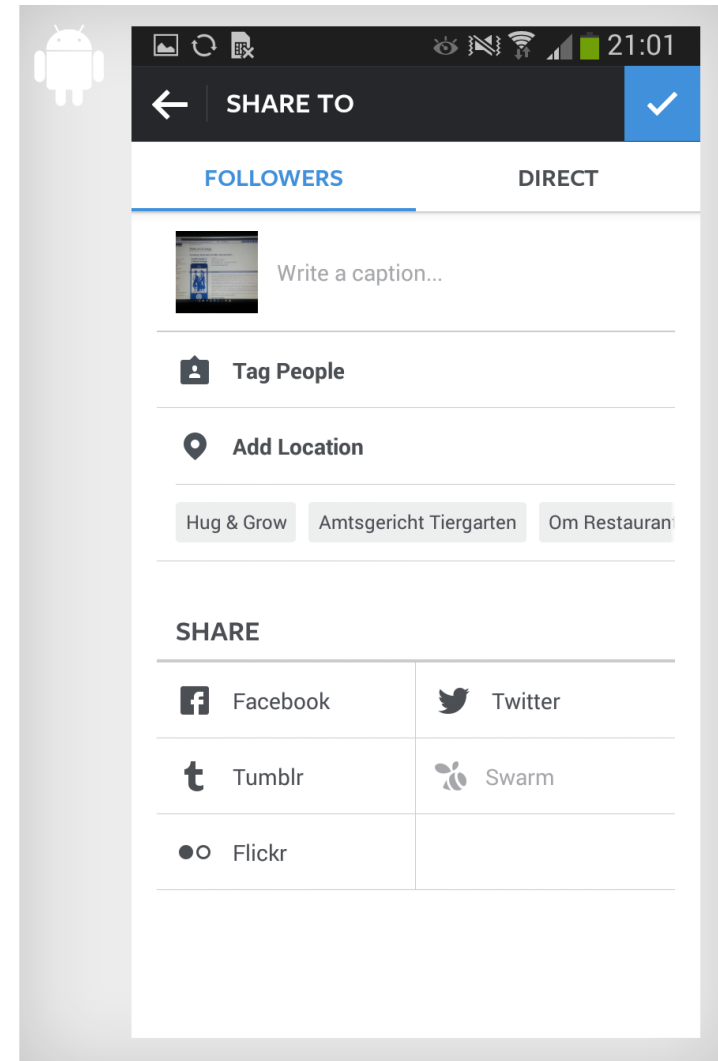 21:01
SHARE TO
FOLLOWERS DIRECT
Write a caption...
Tag People
Add Location
Hug & Grow Amtsgericht Tiergarten Om Restaurant
SHARE
Facebook Twitter
Tumblr Swarm
Flickr